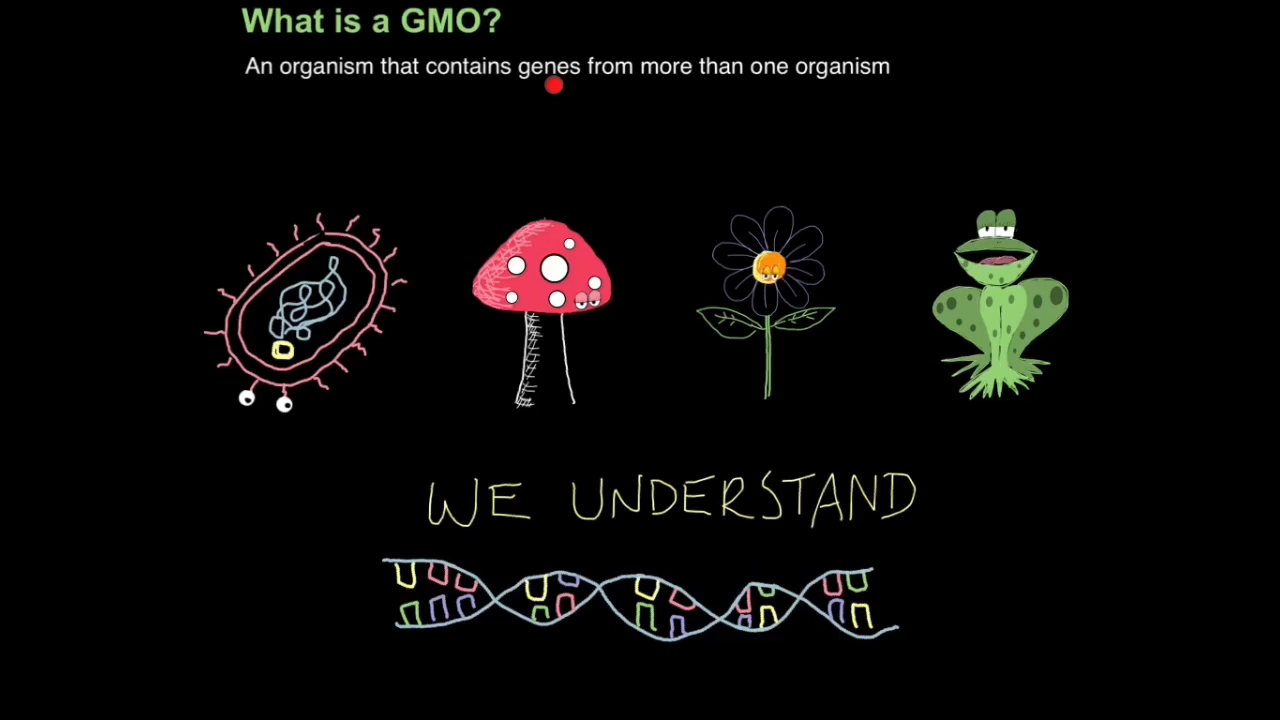 What is a GMO?
An organism that contains genes from more than one organism
WE UNDERSTAND